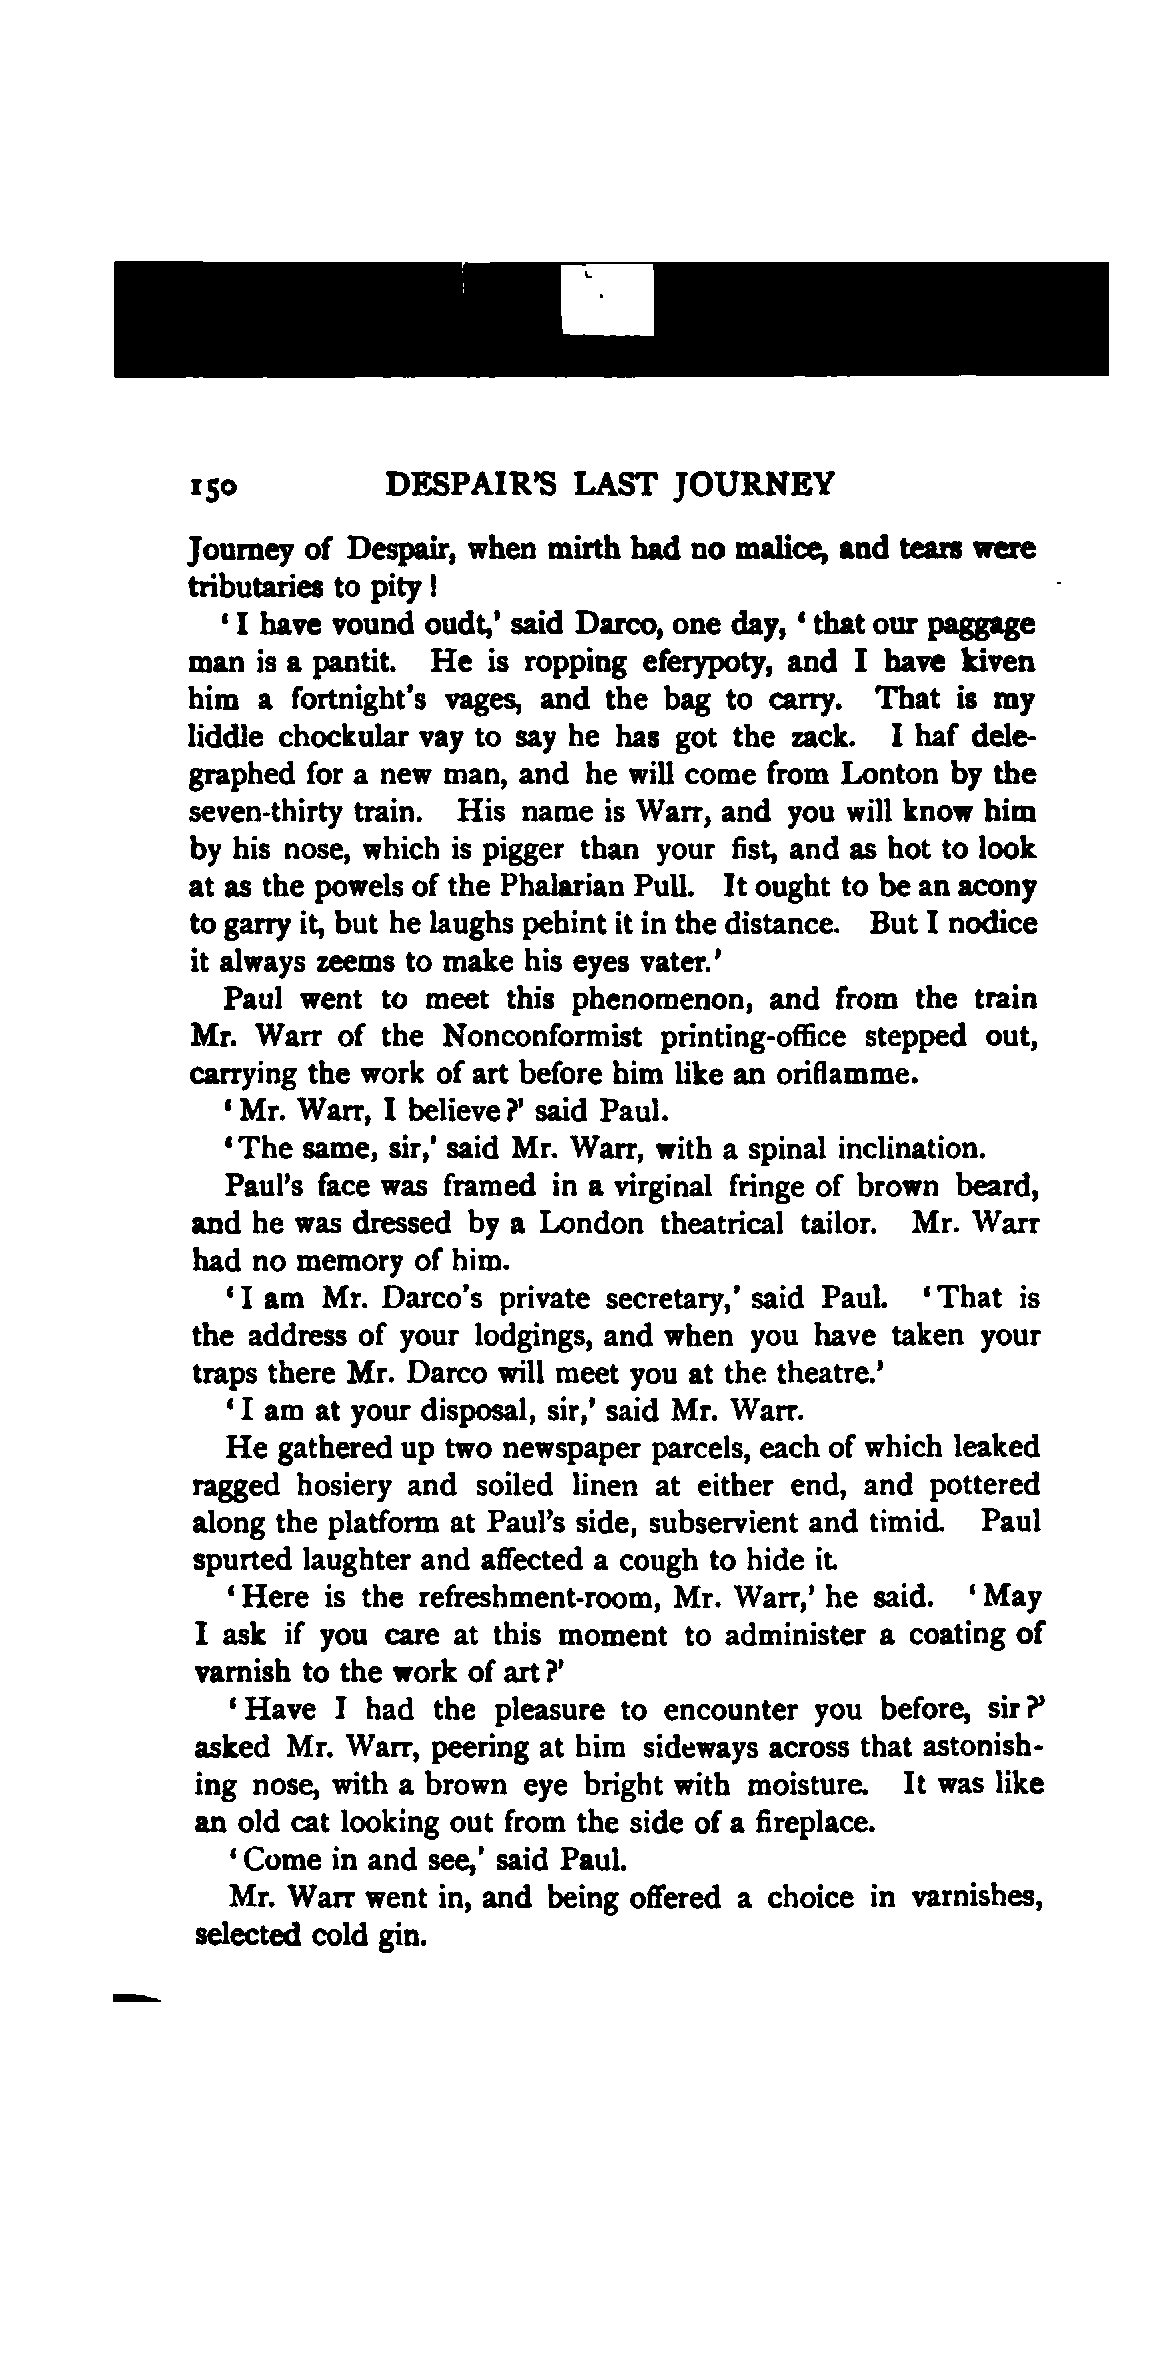 150 DESPAIR'S LAST JOURNEY
Journey of Despair, when mirth had no malice, and tears were
tributaries to pity!
'I have vound oudt,' said Darco, one day, 'that our paggage
man is a pantit. He is ropping eferypoty, and I have kiven
him a fortnight's vages, and the bag to carry. That is my
liddle chockular vay to say he has got the zack. I haf dele-
graphed for a new man, and he will come from Lonton by the
seven-thirty train. His name is Warr, and you will know him
by his nose, which is pigger than your fist, and as hot to look
at as the powels of the Phalarian Pull. It ought to be an acony
to garry it, but he laughs pehint it in the distance. But I nodice
it always zeems to make his eyes vater.'
Paul went to meet this phenomenon, and from the train
Mr. Warr of the Nonconformist printing-office stepped out,
carrying the work of art before him like an oriflamme.
'Mr. Warr, I believe?' said Paul.
'The same, sir,' said Mr. Warr, with a spinal inclination.
Paul's face was framed in a virginal fringe of brown beard,
and he was dressed by a London theatrical tailor. Mr. Warr
had no memory of him.
'I am Mr. Darco's private secretary,' said Paul. 'That is
the address of your lodgings, and when you have taken your
traps there Mr. Darco will meet you at the theatre.'
'I am at your disposal, sir,' said Mr. Warr.
He gathered up two newspaper parcels, each of which leaked
ragged hosiery and soiled linen at either end, and pottered
along the platform at Paul's side, subservient and timid. Paul
spurted laughter and affected a cough to hide it.
'Here is the refreshment-room, Mr. Warr,' he said. 'May
I ask if you care at this moment to administer a coating of
varnish to the work of art?'
'Have I had the pleasure to encounter you before, sir?'
asked Mr. Warr, peering at him sideways across that astonish-
ing nose, with a brown eye bright with moisture. It was like
an old cat looking out from the side of a fireplace.
'Come in and see,' said Paul.
Mr. Warr went in, and being offered a choice in varnishes,
selected cold gin.